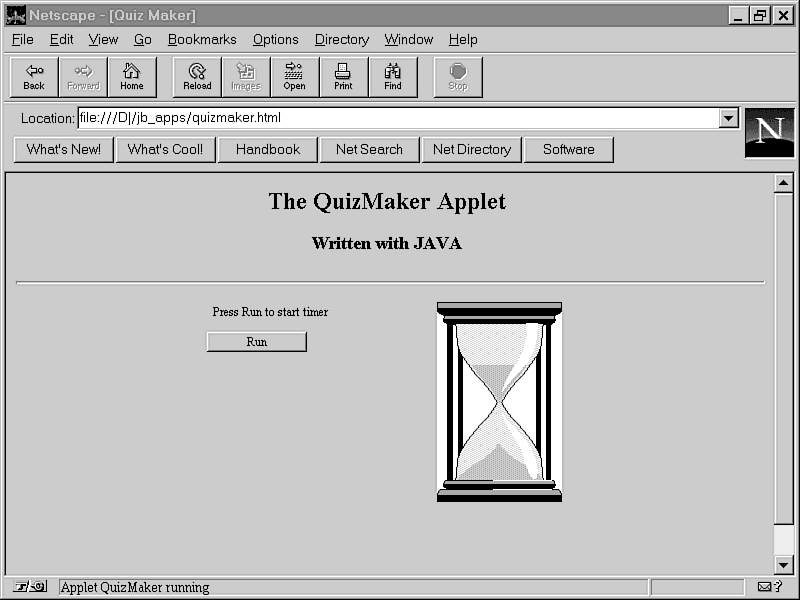 Netscape - [Quiz Maker]
File Edit View Go Bookmarks Options Directory Window Help
Back Forward Home Reload Images Open Print Find Stop
Location: file:///D|/jb_apps/quizmaker.html
N
What's New! What's Cool! Handbook Net Search Net Directory Software
The QuizMaker Applet
Written with JAVA
Press Run to start timer
Run
Applet QuizMaker running
?